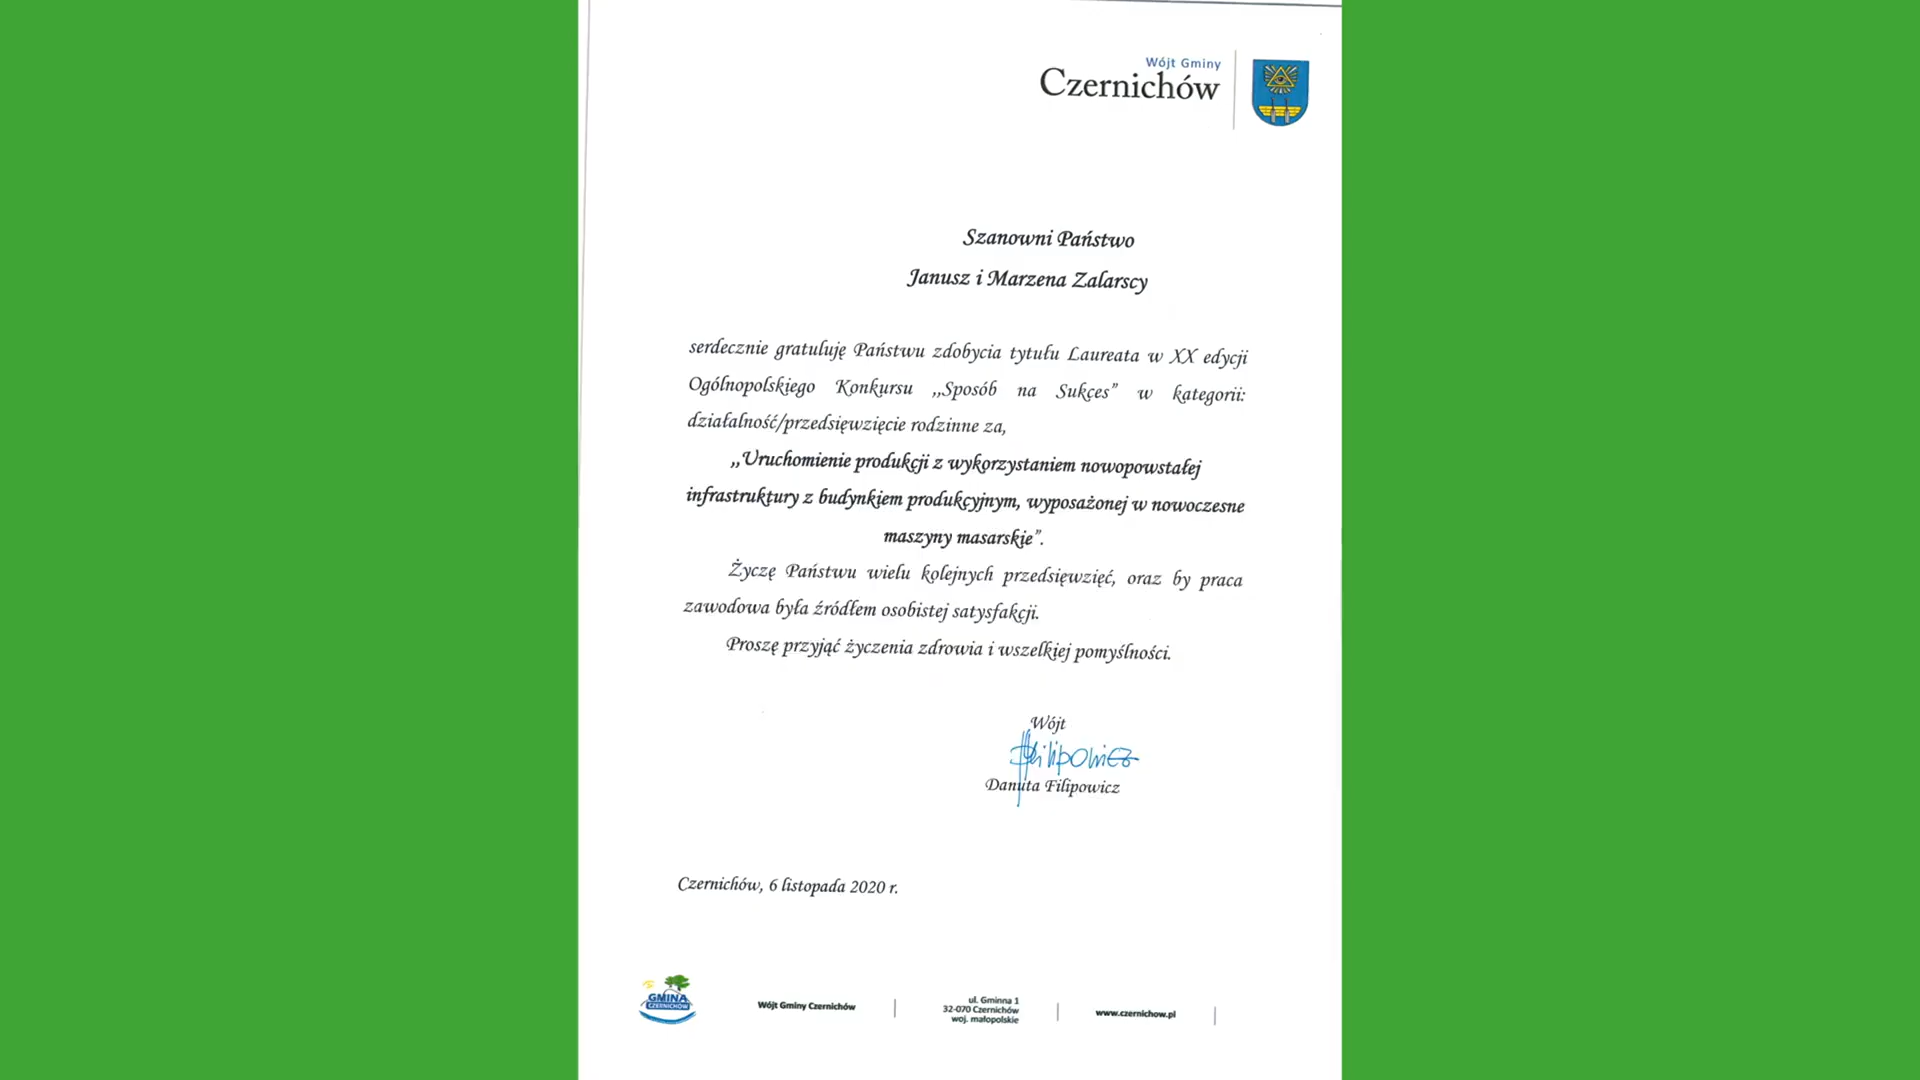 Wójt Gminy
Czernichów
Szanowni Państwo
Janusz i Marzena Zalarscy
serdecznie gratuluję Państwu zdobycia tytułu Laureata w XX edycji
Ogólnopolskiego Konkursu ,,Sposób na Sukces" w kategorii:
działalność/przedsięwzięcie rodzinne za,
,,Uruchomienie produkcji z wykorzystaniem nowopowstałej
infrastruktury z budynkiem produkcyjnym, wyposażonej w nowoczesne
maszyny masarskie".
Życzę Państwu wielu kolejnych przedsięwzięć, oraz by praca
zawodowa była źródłem osobistej satysfakcji.
Proszę przyjąć życzenia zdrowia i wszelkiej pomyślności.
Wójt
Filipowicz
Danuta Filipowicz
Czernichów, 6 listopada 2020 r.
GMINA
CZERNICHÓW
Wójt Gminy Czernichów
ul. Gminna 1
32-070 Czernichów
woj. małopolskie
www.czernichow.pl